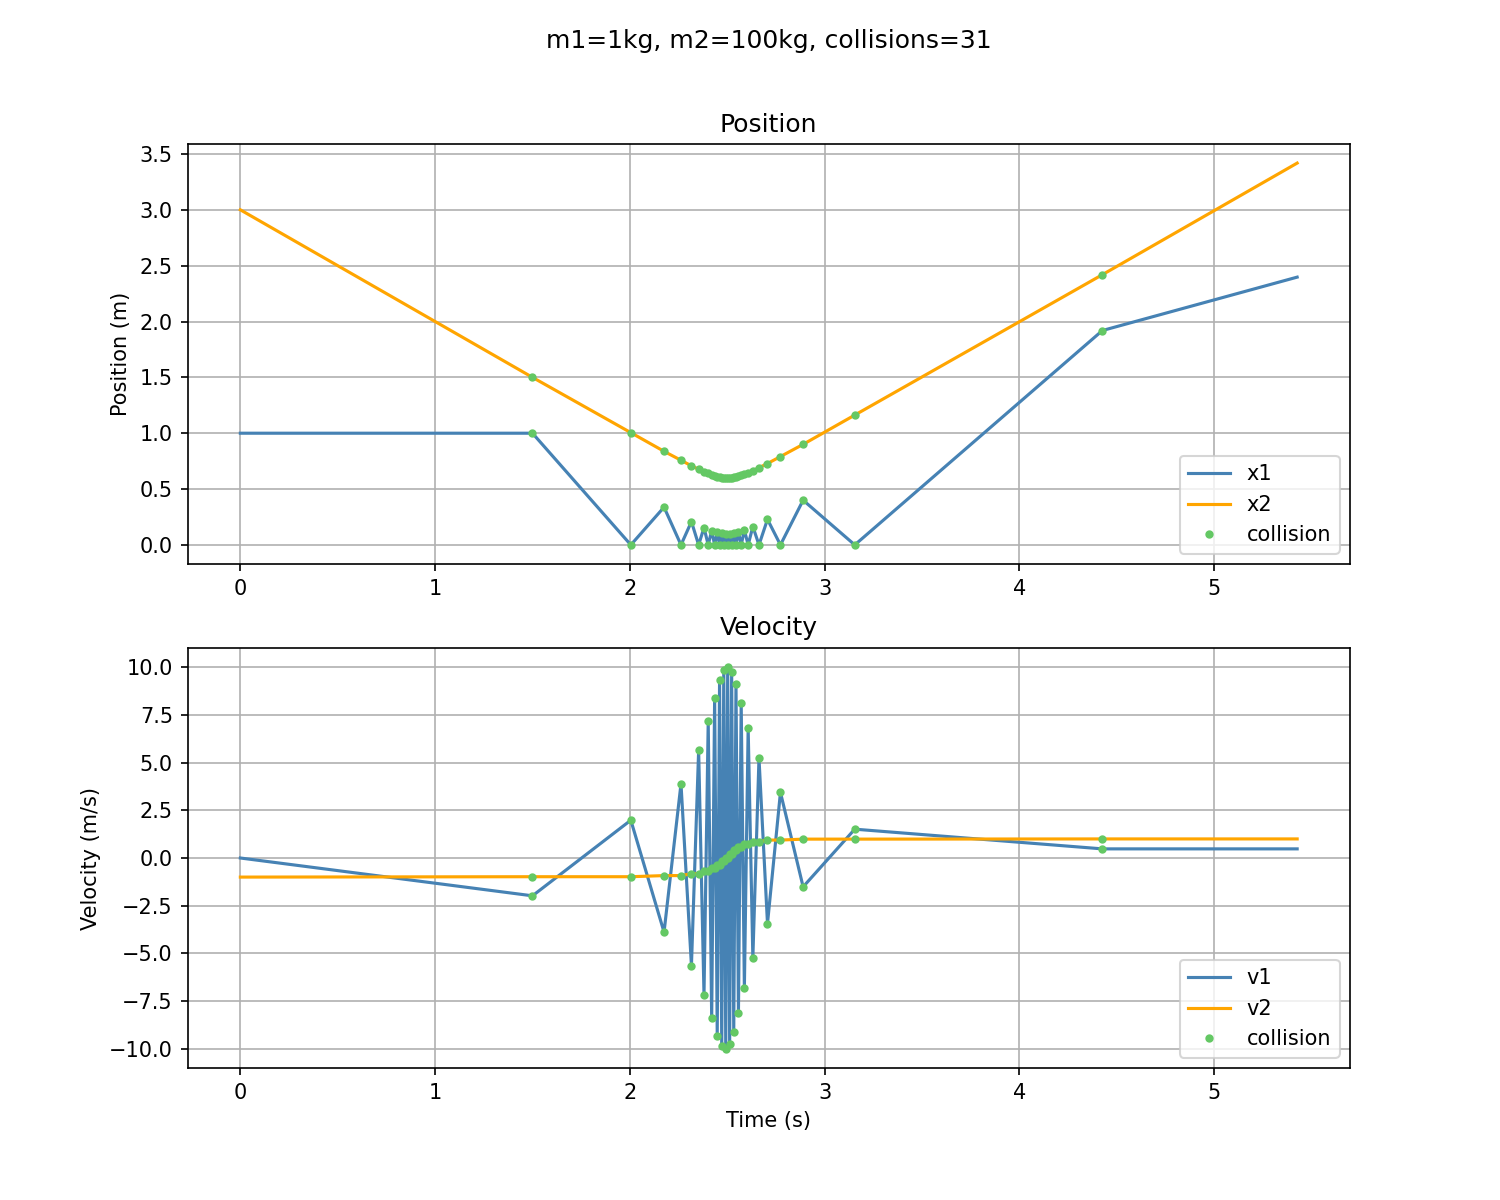 m1=1kg, m2=100kg, collisions=31
Position
3.5
3.0
2.5
2.0
1.5
1.0
0.5
0.0
Position (m)
x1
x2
collision
0 1 2 3 4 5
Velocity
10.0
7.5
5.0
2.5
0.0
−2.5
−5.0
−7.5
−10.0
Velocity (m/s)
v1
v2
collision
0 1 2 3 4 5
Time (s)